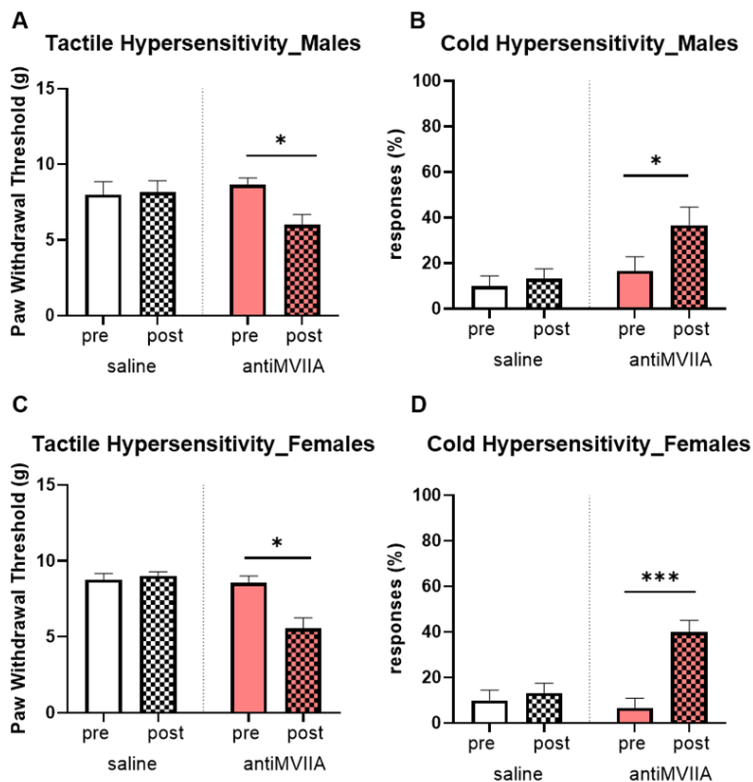 A
Tactile Hypersensitivity_Males
Paw Withdrawal Threshold (g)
15
10
5
0
*
pre post pre post
saline antiMVIIA
B
Cold Hypersensitivity_Males
responses (%)
100
80
60
40
20
0
*
pre post pre post
saline antiMVIIA
C
Tactile Hypersensitivity_Females
Paw Withdrawal Threshold (g)
15
10
5
0
*
pre post pre post
saline antiMVIIA
D
Cold Hypersensitivity_Females
responses (%)
100
80
60
40
20
0
***
pre post pre post
saline antiMVIIA